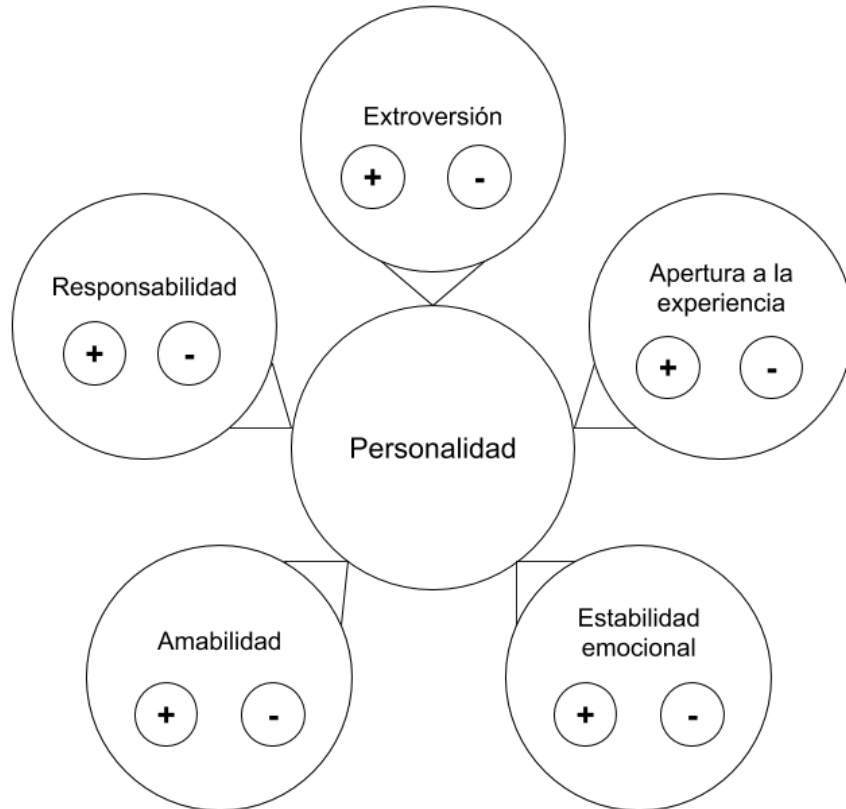 Extroversión
+ -
Responsabilidad
+ -
Apertura a la
experiencia
+ -
Personalidad
Amabilidad
+ -
Estabilidad
emocional
+ -